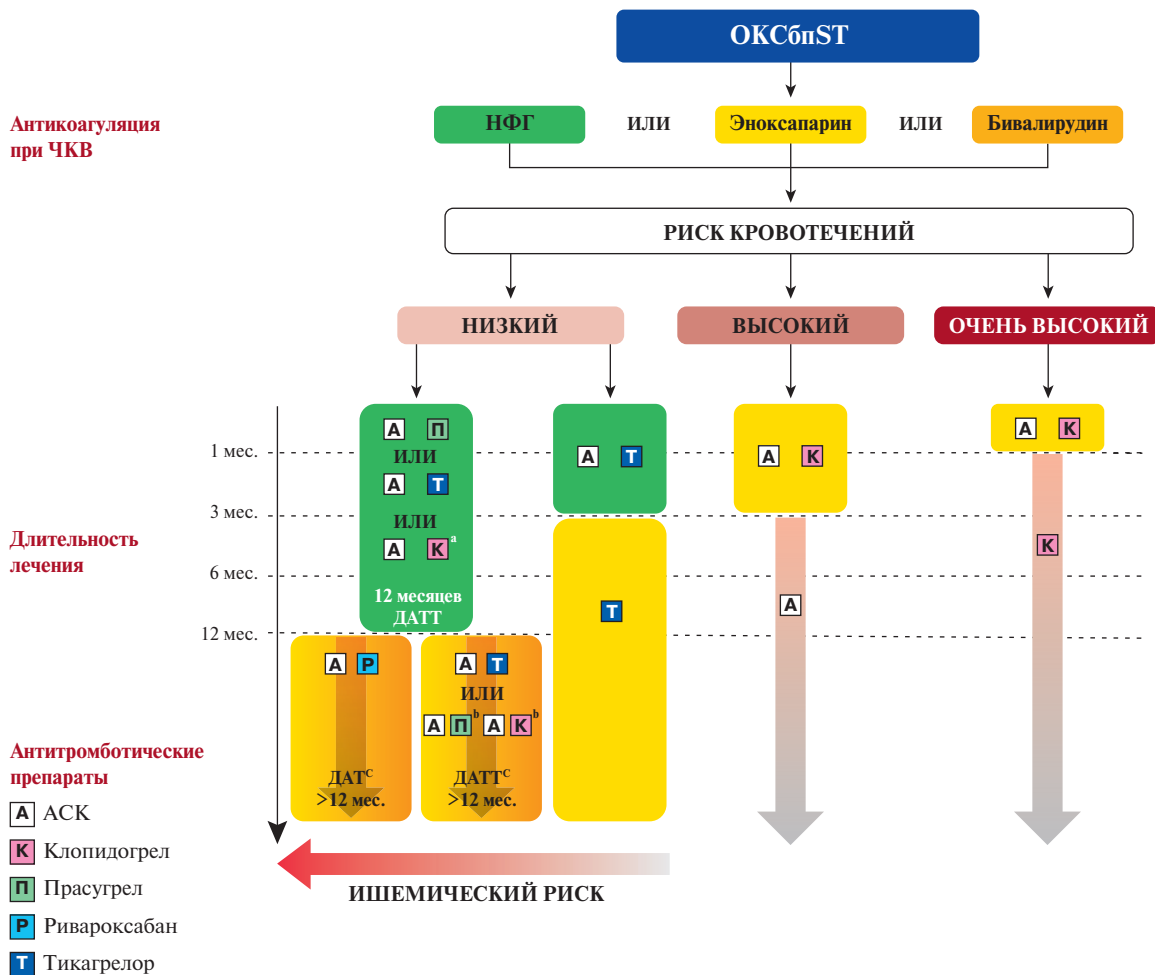 ОКСбпST
Антикоагуляция
при ЧКВ
НФГ ИЛИ Эноксапарин ИЛИ Бивалирудин
РИСК КРОВОТЕЧЕНИЙ
НИЗКИЙ ВЫСОКИЙ ОЧЕНЬ ВЫСОКИЙ
А П
ИЛИ
А Т
ИЛИ
А К a
12 месяцев
ДАТТ
А Т
Т
А К
А
А К
К
1 мес.
3 мес.
6 мес.
12 мес.
Длительность
лечения
А Р
ДАТC
>12 мес.
А Т
ИЛИ
А П b А К b
ДАТТC
>12 мес.
ИШЕМИЧЕСКИЙ РИСК
Антитромботические
препараты
А АСК
К Клопидогрел
П Прасугрел
Р Ривароксабан
Т Тикагрелор